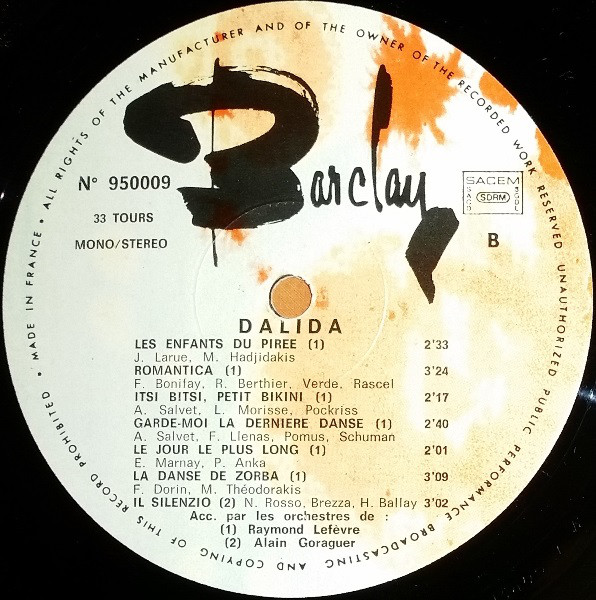 • MADE IN FRANCE • ALL RIGHTS OF THE MANUFACTURER AND OF THE OWNER OF THE RECORDED WORK RESERVED UNAUTHORIZED PUBLIC PERFORMANCE BROADCASTING AND COPYING OF THIS RECORD PROHIBITED
Barclay
N° 950009
33 TOURS
MONO/STEREO
SACEM
SACD
SDRM
SGDL
B
DALIDA
LES ENFANTS DU PIREE (1) 2'33
J. Larue, M. Hadjidakis
ROMANTICA (1) 3'24
F. Bonifay, R. Berthier, Verde, Rascel
ITSI BITSI, PETIT BIKINI (1) 2'17
A. Salvet, L. Morisse, Pockriss
GARDE-MOI LA DERNIERE DANSE (1) 2'40
A. Salvet, F. Llenas, Pomus, Schuman
LE JOUR LE PLUS LONG (1) 2'01
E. Marnay, P. Anka
LA DANSE DE ZORBA (1) 3'09
F. Dorin, M. Théodorakis
IL SILENZIO (2) N. Rosso, Brezza, H. Ballay 3'02
Acc. par les orchestres de :
(1) Raymond Lefèvre
(2) Alain Goraguer